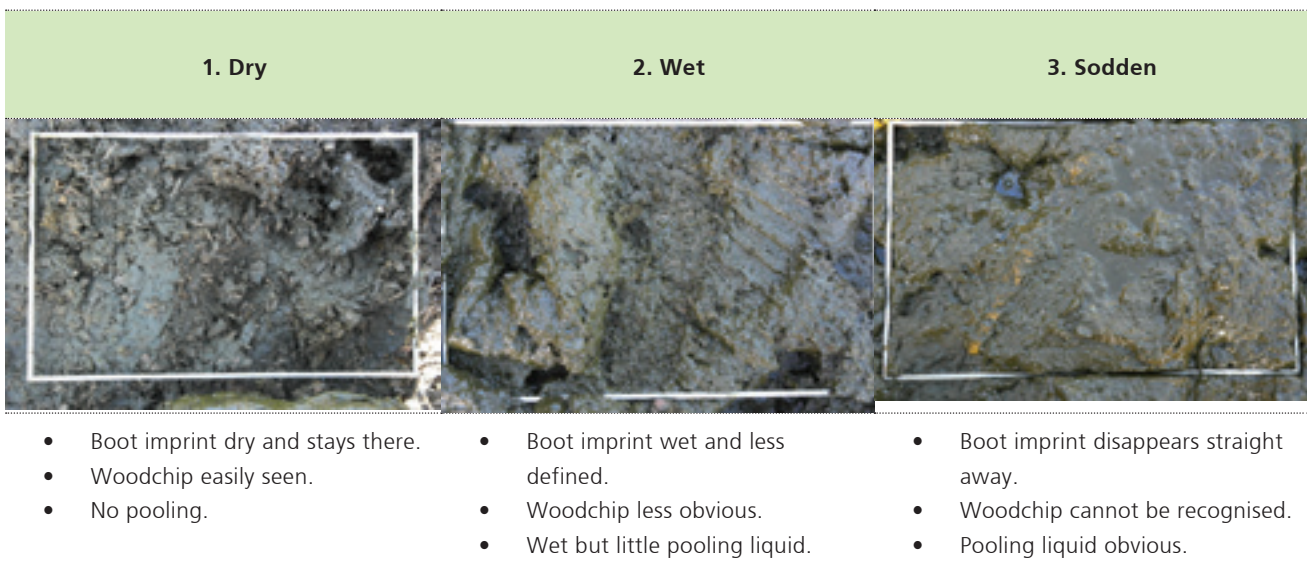 1. Dry
2. Wet
3. Sodden
• Boot imprint dry and stays there.
• Woodchip easily seen.
• No pooling.
• Boot imprint wet and less
defined.
• Woodchip less obvious.
• Wet but little pooling liquid.
• Boot imprint disappears straight
away.
• Woodchip cannot be recognised.
• Pooling liquid obvious.